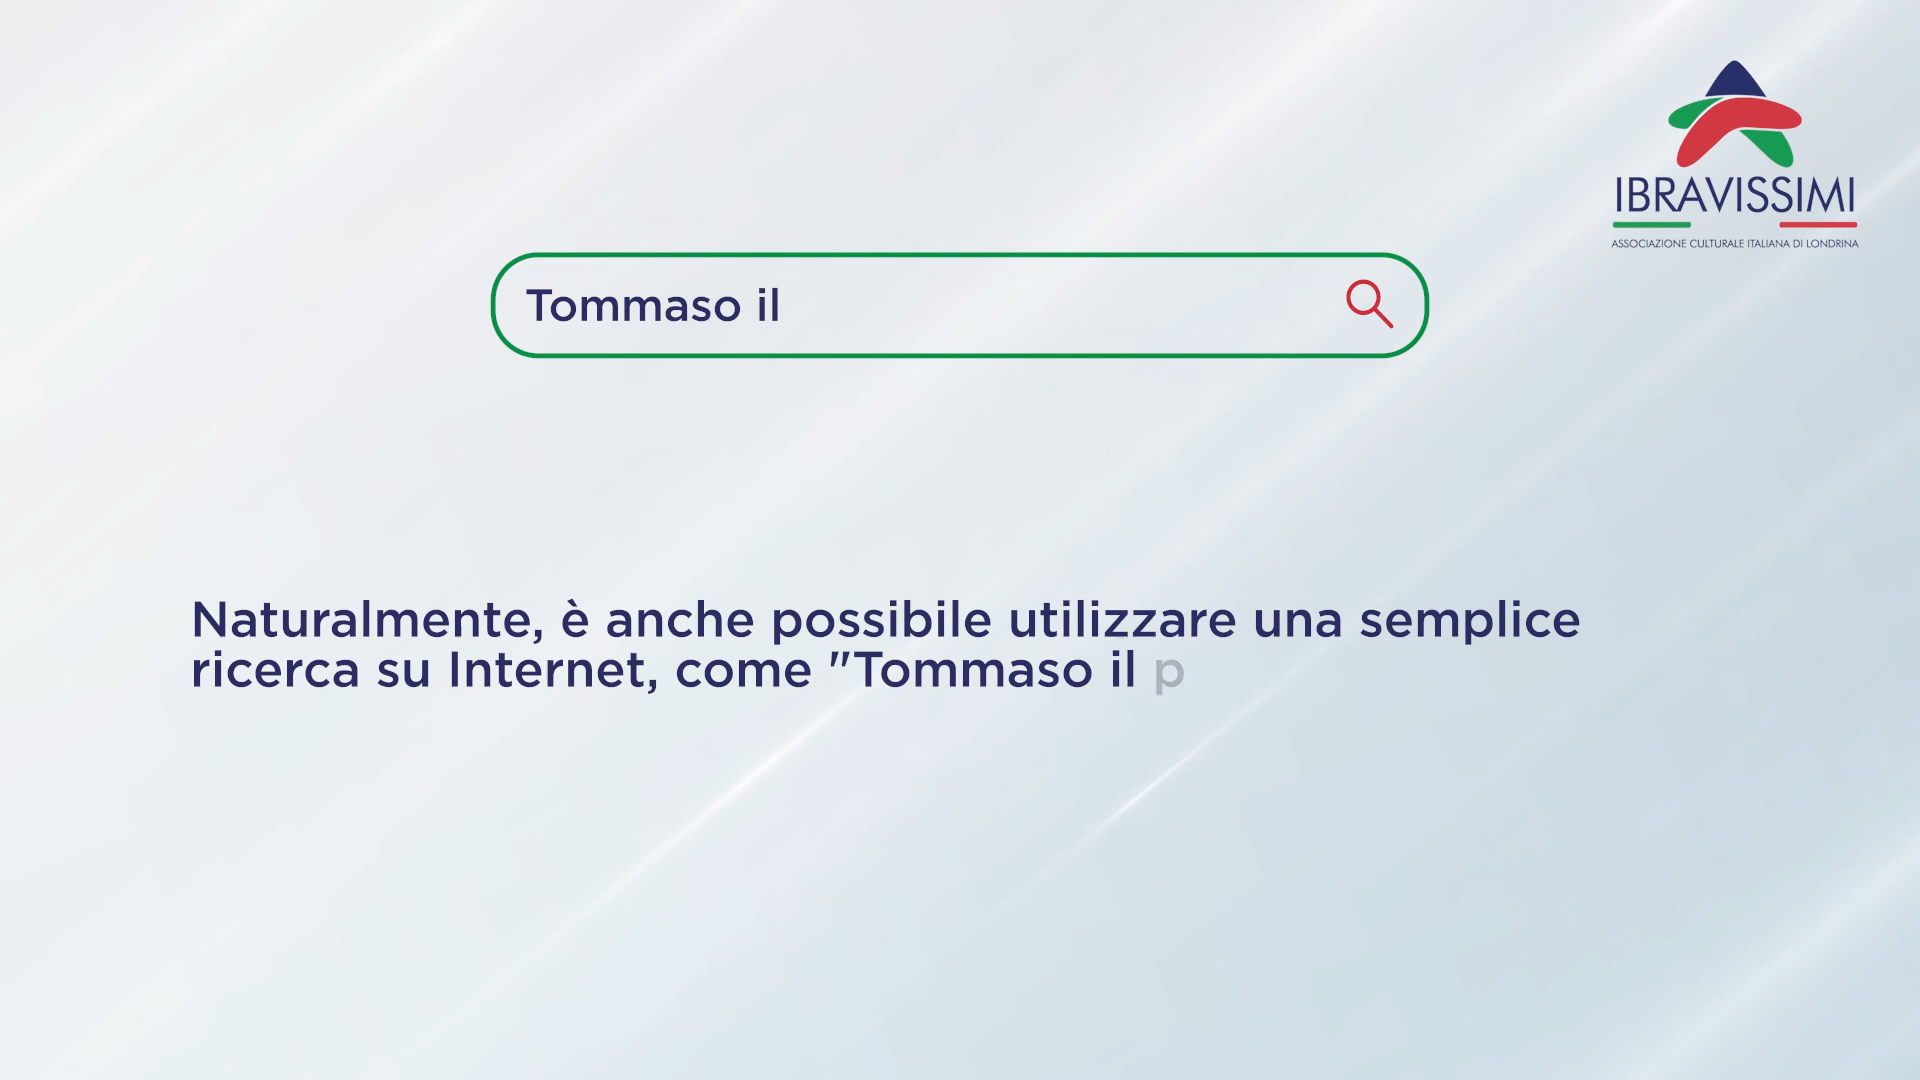 IBRAVISSIMI
ASSOCIAZIONE CULTURALE ITALIANA DI LONDRINA
Tommaso il
Naturalmente, è anche possibile utilizzare una semplice
ricerca su Internet, come "Tommaso il p